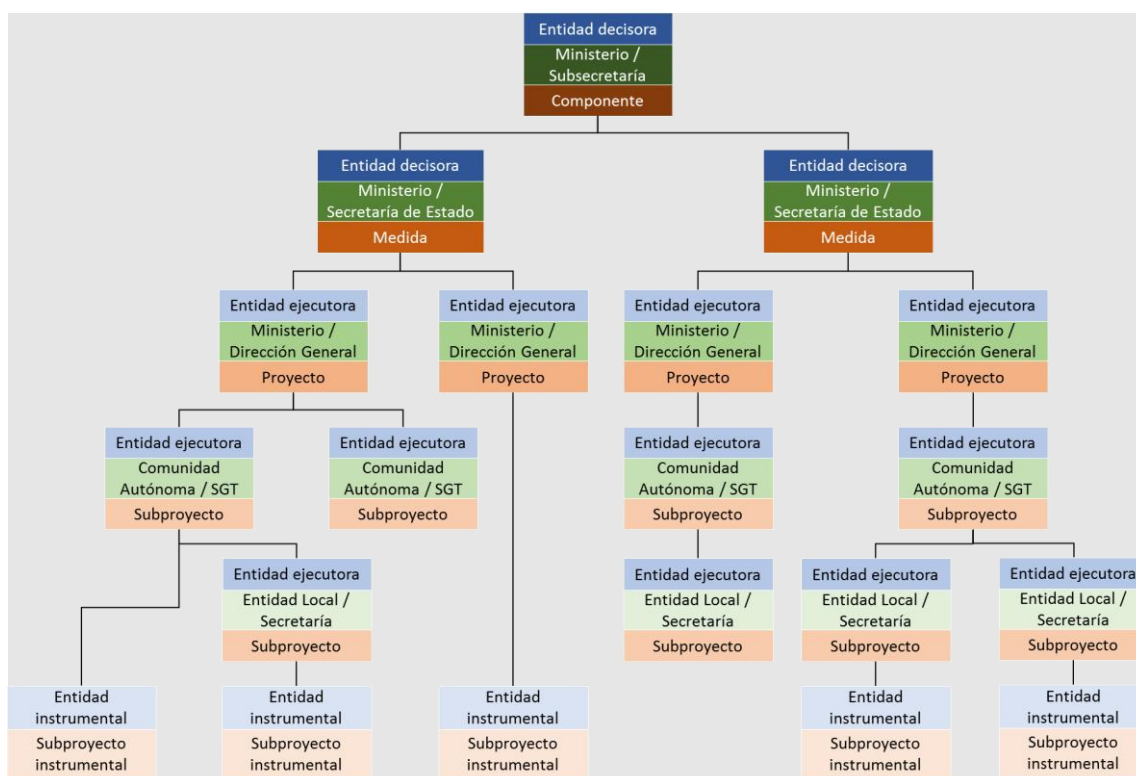 Entidad decisora
Ministerio /
Subsecretaría
Componente
Entidad decisora
Ministerio /
Secretaría de Estado
Medida
Entidad decisora
Ministerio /
Secretaría de Estado
Medida
Entidad ejecutora
Ministerio /
Dirección General
Proyecto
Entidad ejecutora
Ministerio /
Dirección General
Proyecto
Entidad ejecutora
Ministerio /
Dirección General
Proyecto
Entidad ejecutora
Ministerio /
Dirección General
Proyecto
Entidad ejecutora
Comunidad
Autónoma / SGT
Subproyecto
Entidad ejecutora
Comunidad
Autónoma / SGT
Subproyecto
Entidad ejecutora
Comunidad
Autónoma / SGT
Subproyecto
Entidad ejecutora
Comunidad
Autónoma / SGT
Subproyecto
Entidad ejecutora
Entidad Local /
Secretaría
Subproyecto
Entidad ejecutora
Entidad Local /
Secretaría
Subproyecto
Entidad ejecutora
Entidad Local /
Secretaría
Subproyecto
Entidad ejecutora
Entidad Local /
Secretaría
Subproyecto
Entidad
instrumental
Subproyecto
instrumental
Entidad
instrumental
Subproyecto
instrumental
Entidad
instrumental
Subproyecto
instrumental
Entidad
instrumental
Subproyecto
instrumental
Entidad
instrumental
Subproyecto
instrumental